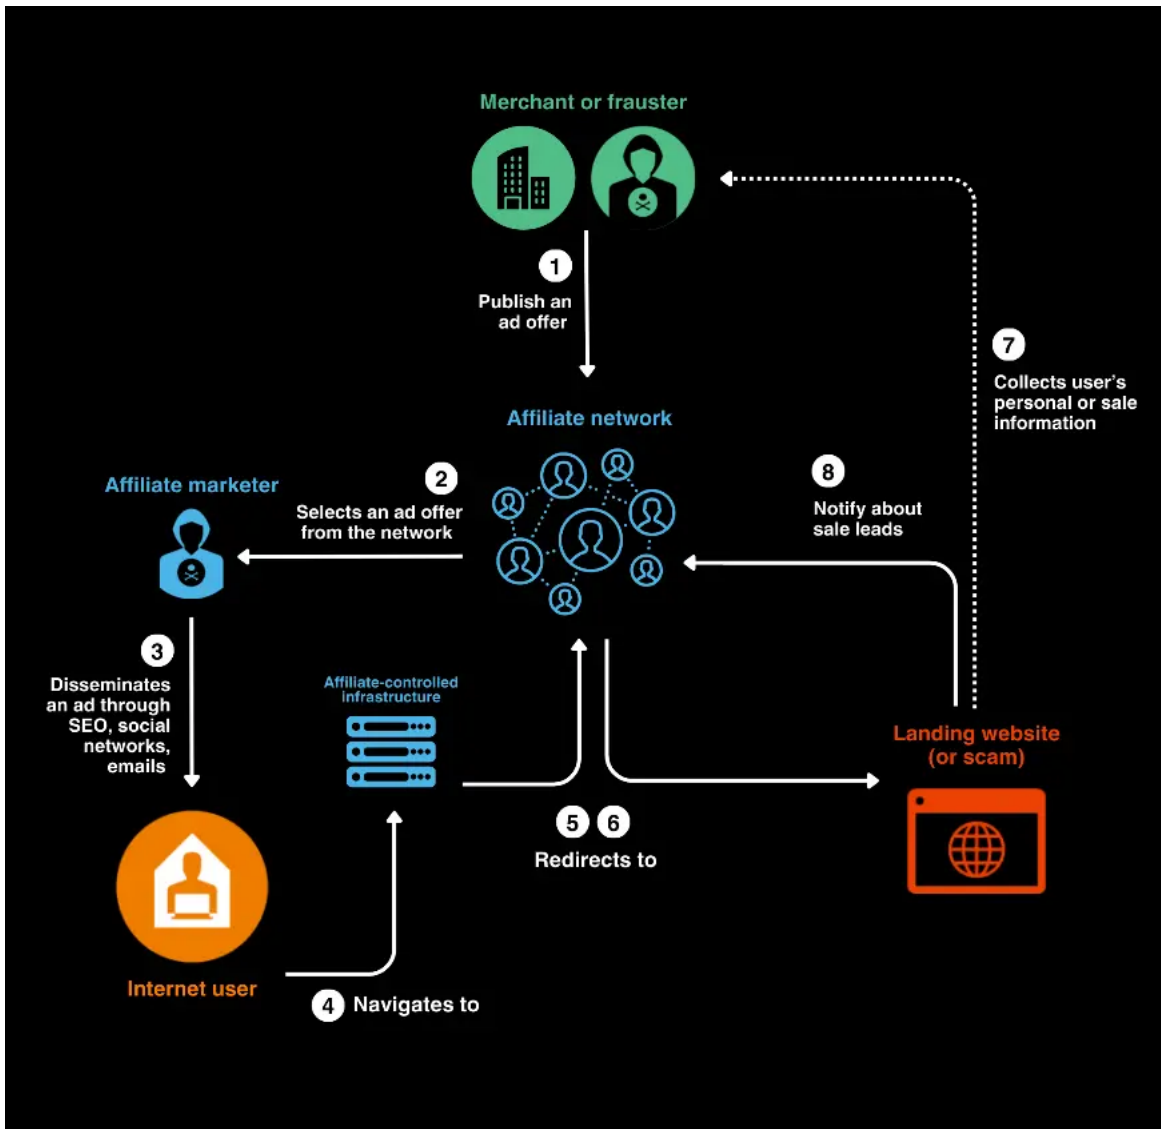 Merchant or frauster
1
Publish an
ad offer
7
Collects user's
personal or sale
information
Affiliate network
2
Selects an ad offer
from the network
8
Notify about
sale leads
Affiliate marketer
3
Disseminates
an ad through
SEO, social
networks,
emails
Affiliate-controlled
infrastructure
Landing website
(or scam)
5 6
Redirects to
Internet user
4 Navigates to